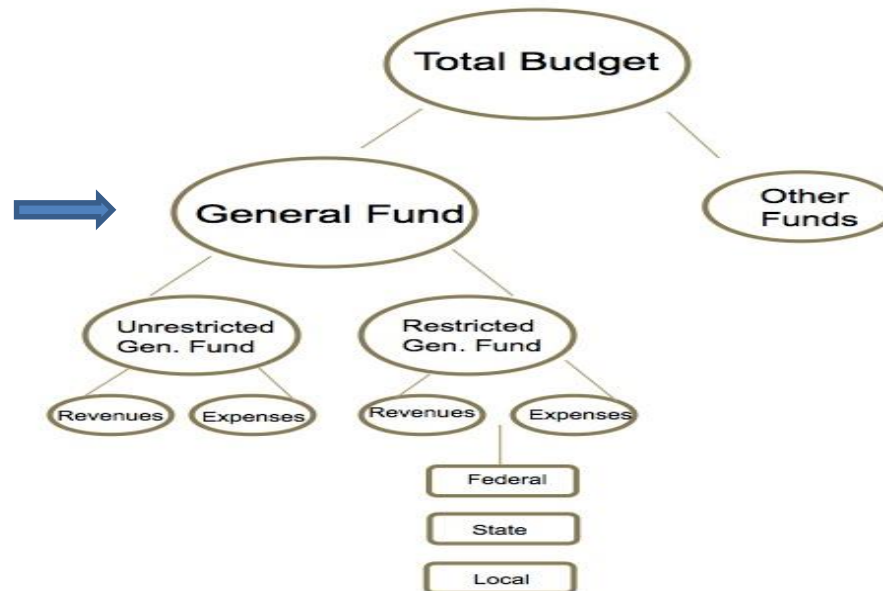 Total Budget
General Fund
Other
Funds
Unrestricted
Gen. Fund
Restricted
Gen. Fund
Revenues
Expenses
Revenues
Expenses
Federal
State
Local